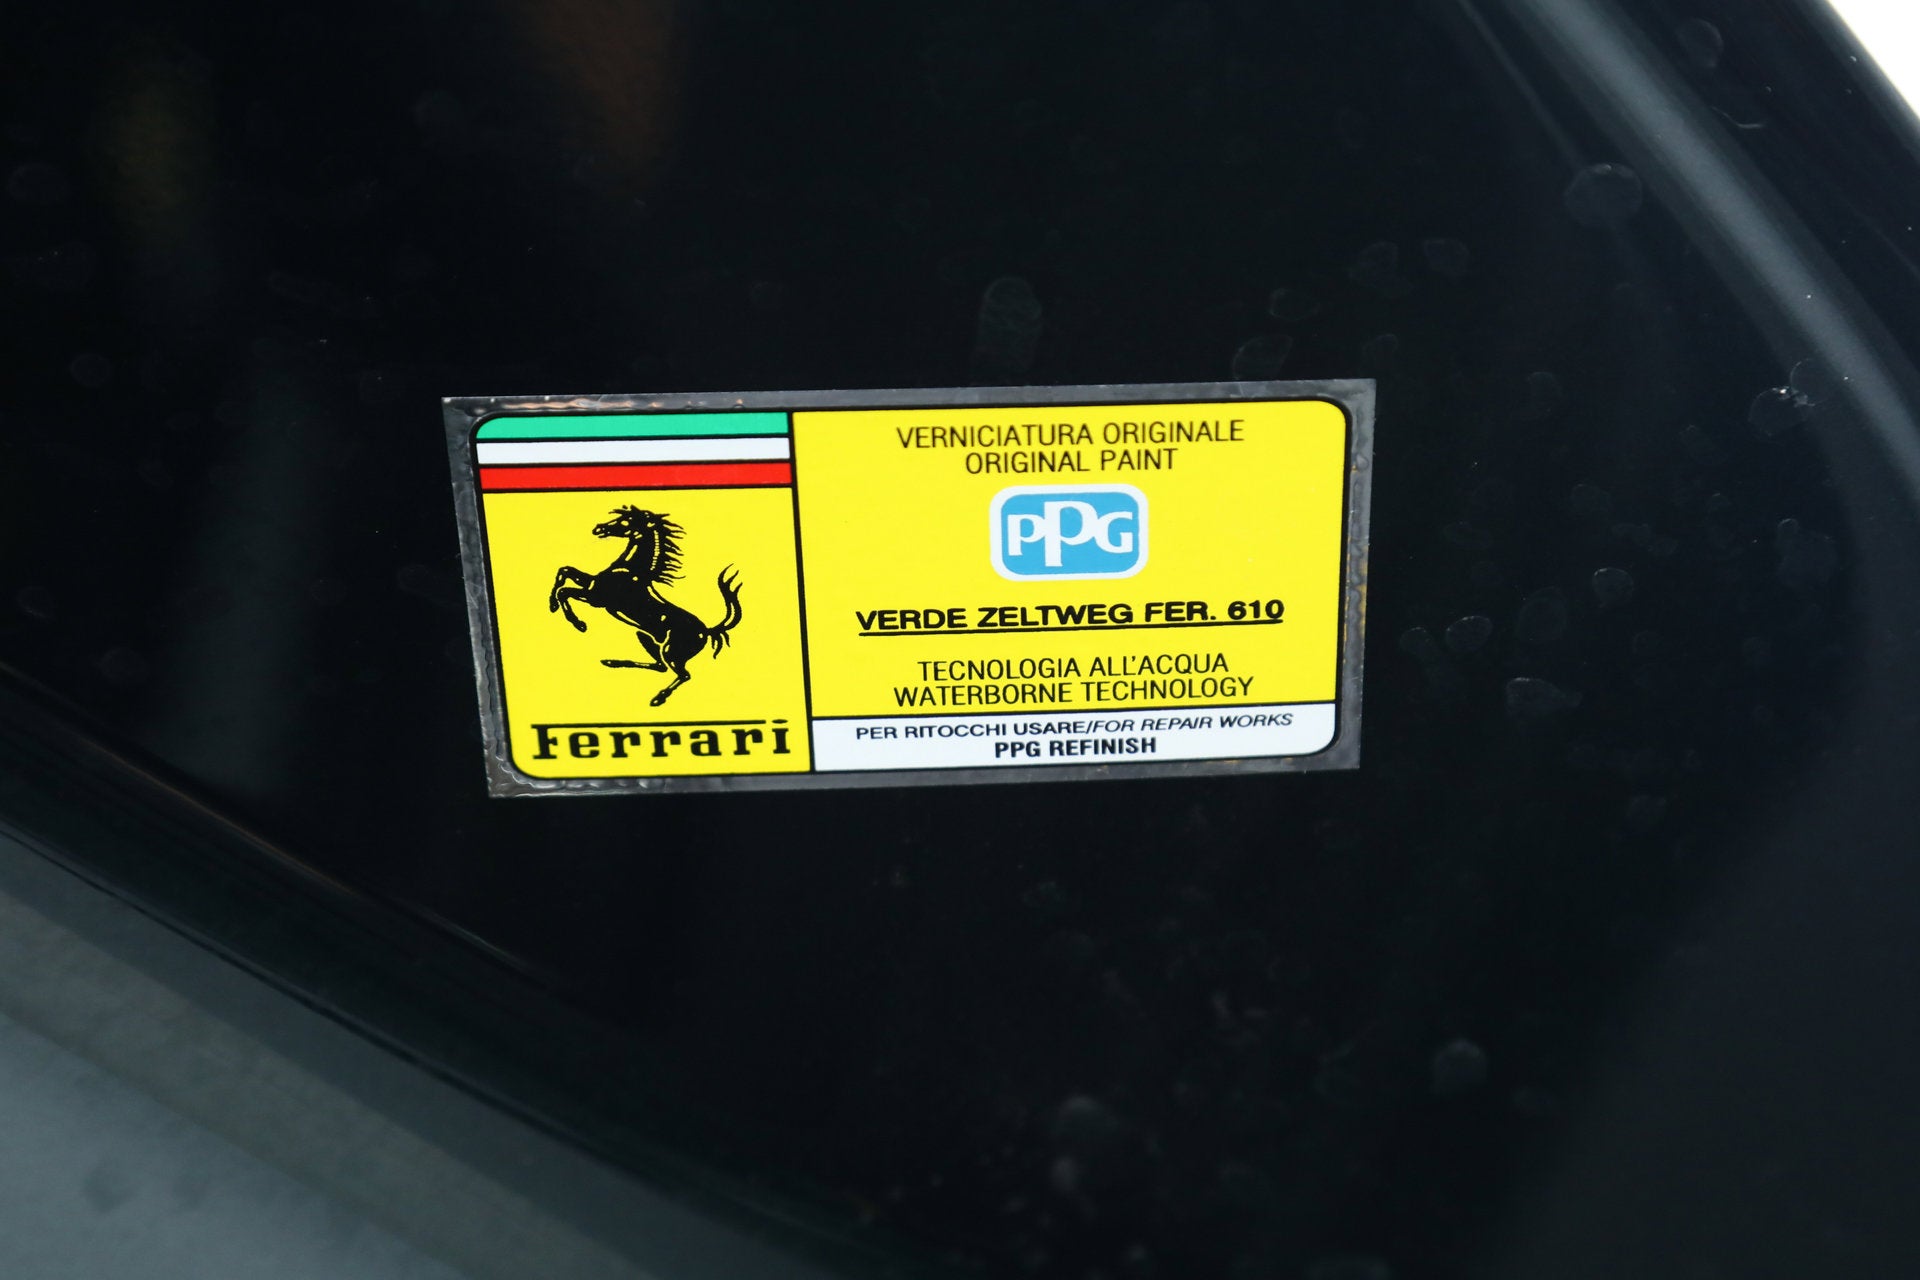 Ferrari
VERNICIATURA ORIGINALE
ORIGINAL PAINT
PPG
VERDE ZELTWEG FER. 610
TECNOLOGIA ALL'ACQUA
WATERBORNE TECHNOLOGY
PER RITOCCHI USARE/FOR REPAIR WORKS
PPG REFINISH